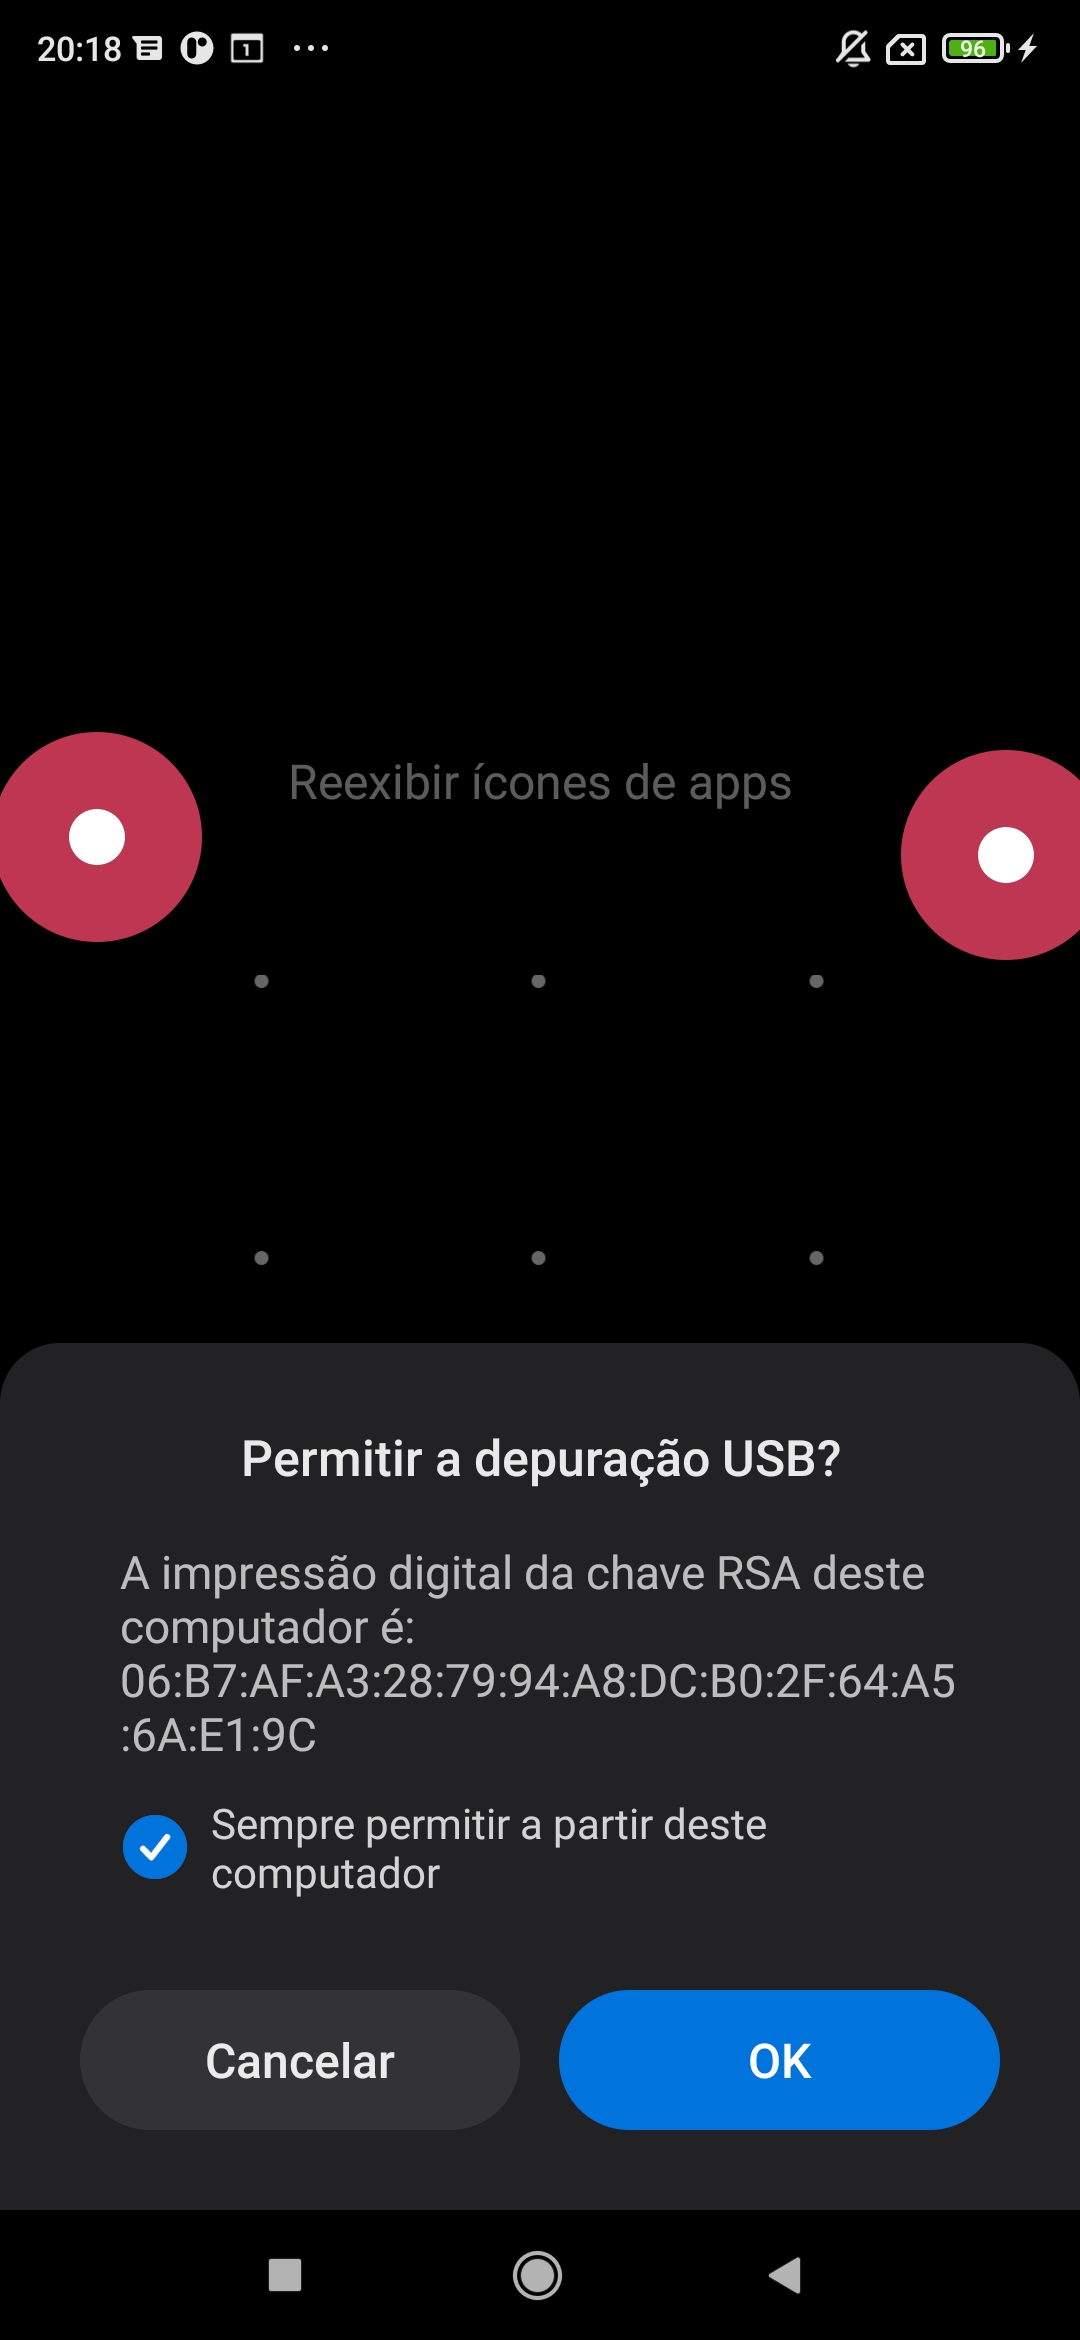 20:18
1
96
Reexibir ícones de apps
Permitir a depuração USB?
A impressão digital da chave RSA deste
computador é:
06:B7:AF:A3:28:79:94:A8:DC:B0:2F:64:A5
:6A:E1:9C
Sempre permitir a partir deste
computador
Cancelar
OK